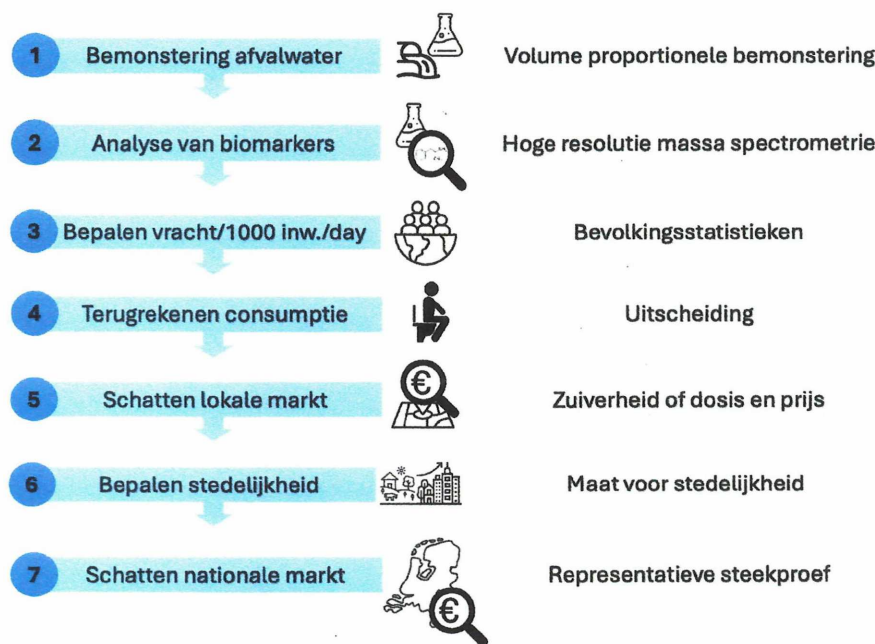 1 Bemonstering afvalwater Volume proportionele bemonstering
2 Analyse van biomarkers Hoge resolutie massa spectrometrie
3 Bepalen vracht/1000 inw./day Bevolkingsstatistieken
4 Terugrekenen consumptie Uitscheiding
5 Schatten lokale markt Zuiverheid of dosis en prijs
€
6 Bepalen stedelijkheid Maat voor stedelijkheid
7 Schatten nationale markt Representatieve steekproef
€